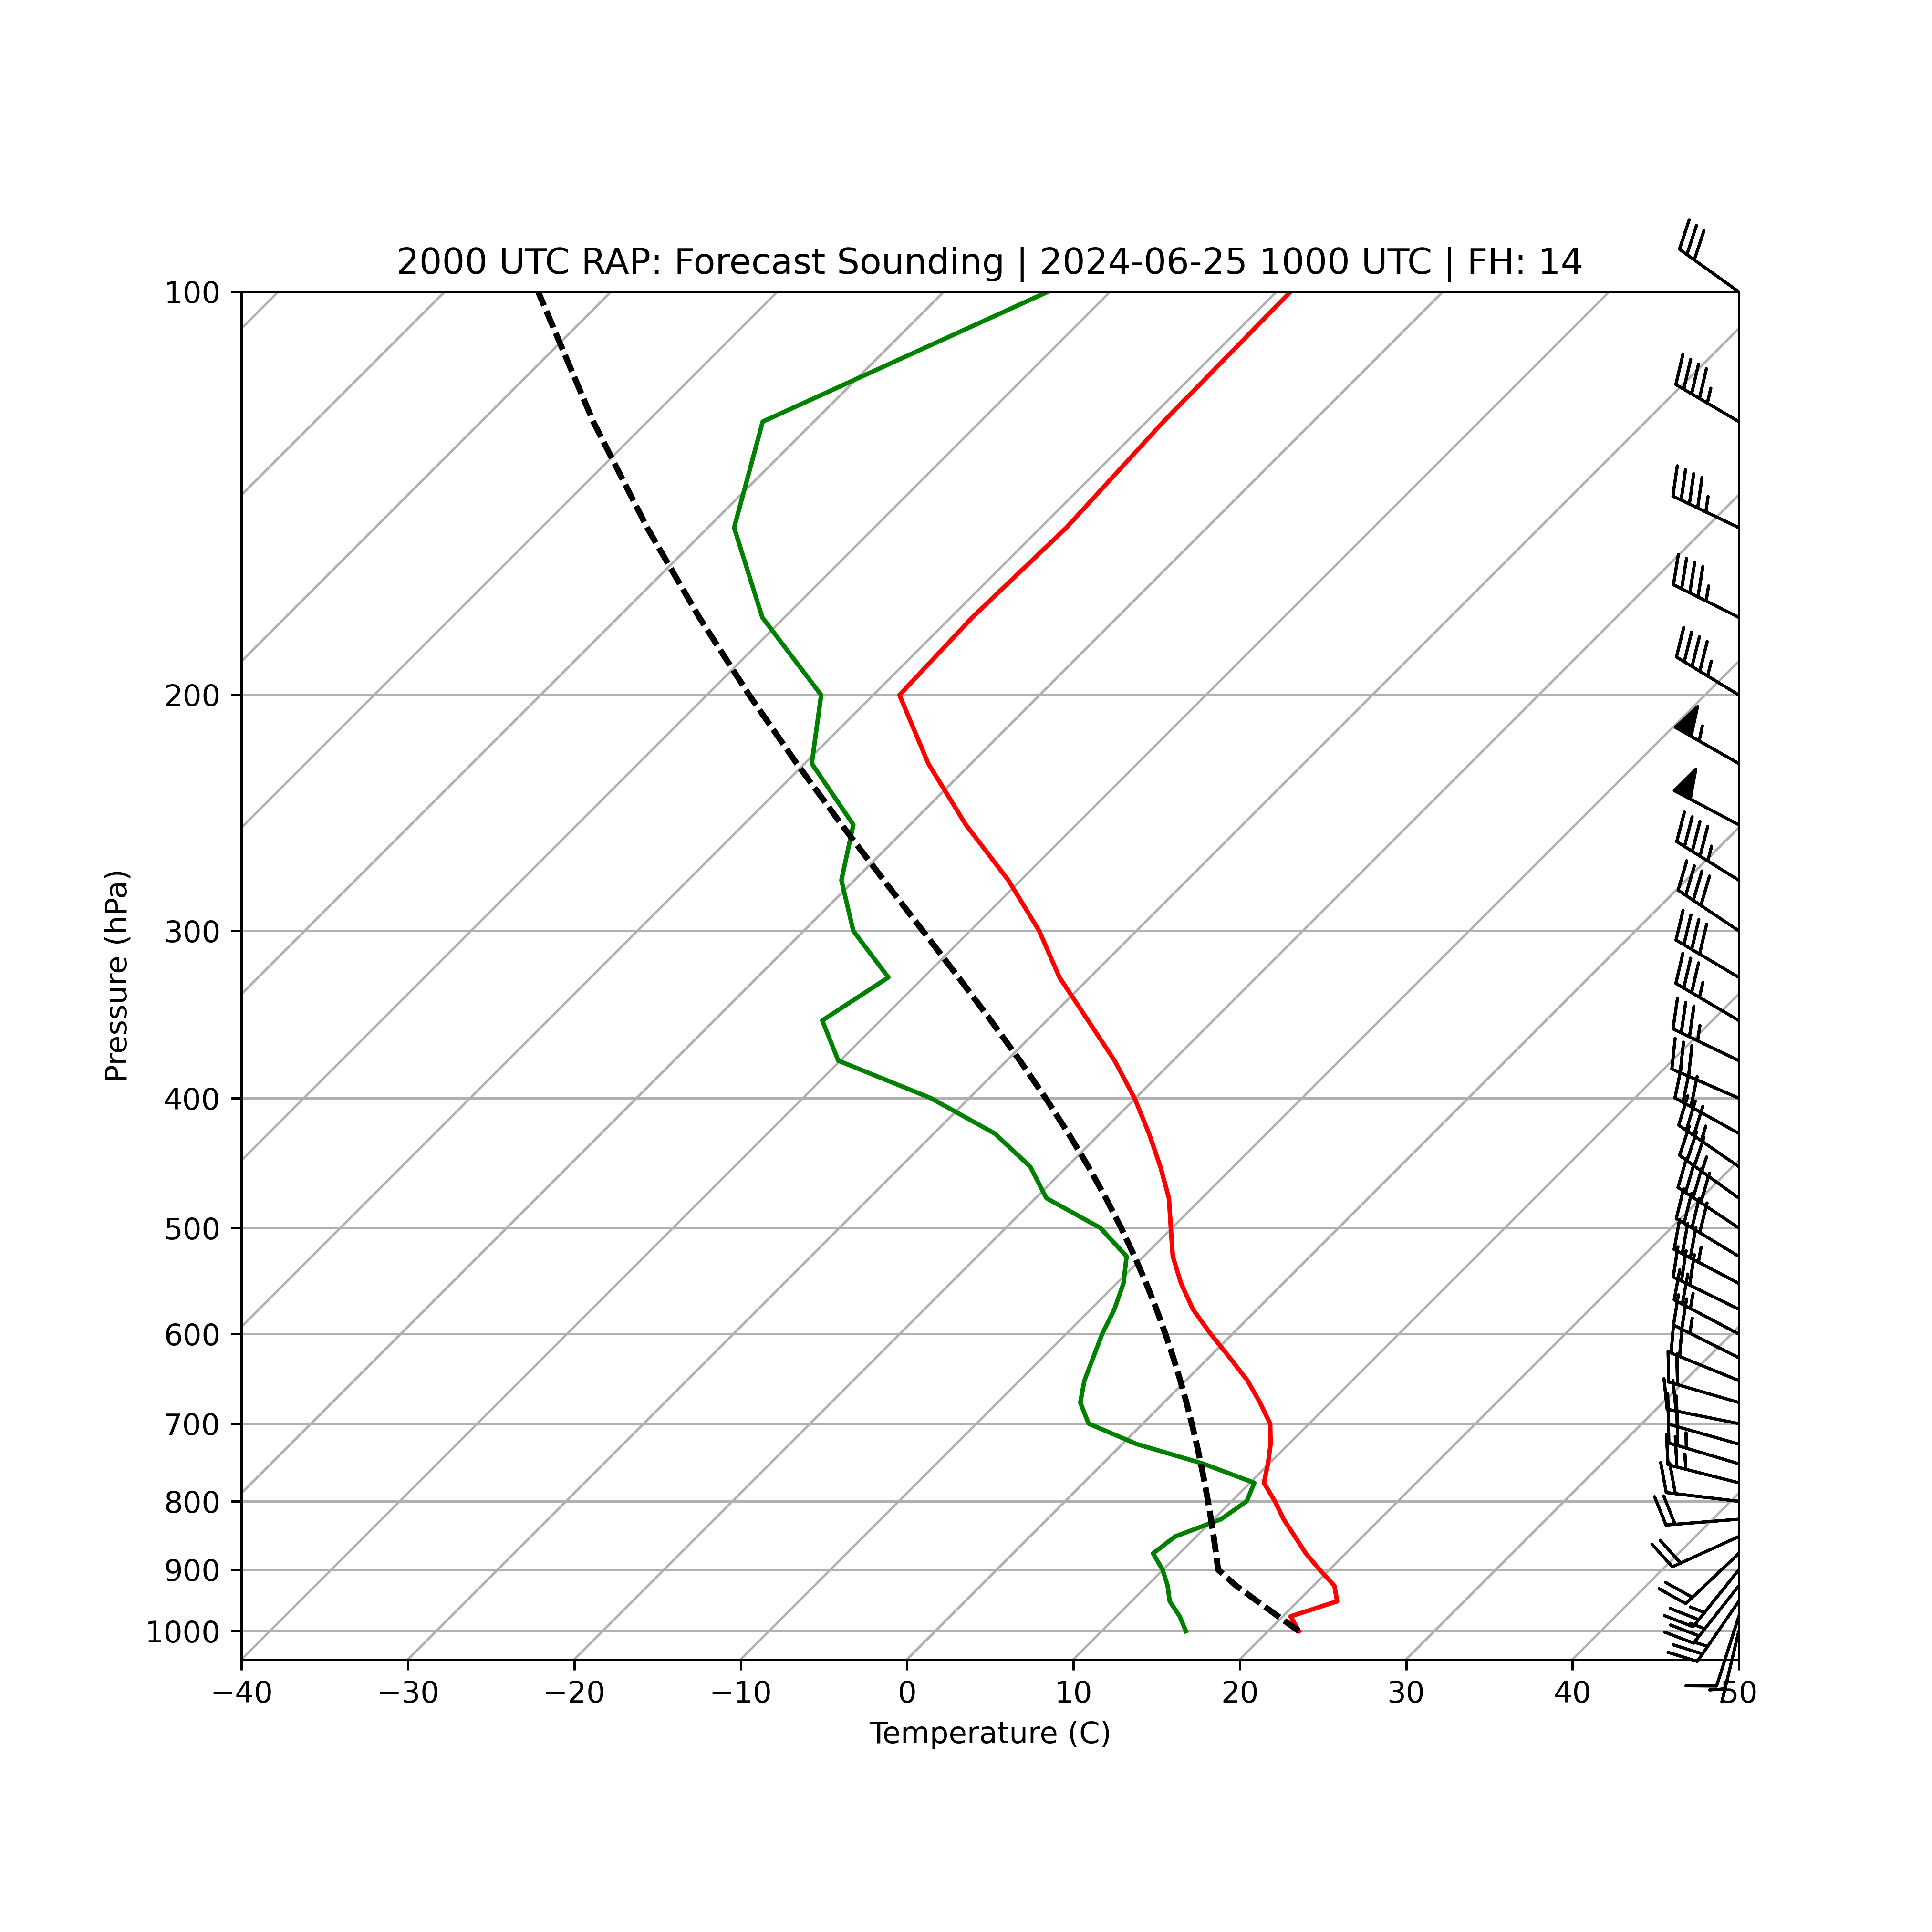 2000 UTC RAP: Forecast Sounding | 2024-06-25 1000 UTC | FH: 14
100
200
300
400
500
600
700
800
900
1000
Pressure (hPa)
−40 −30 −20 −10 0 10 20 30 40 50
Temperature (C)